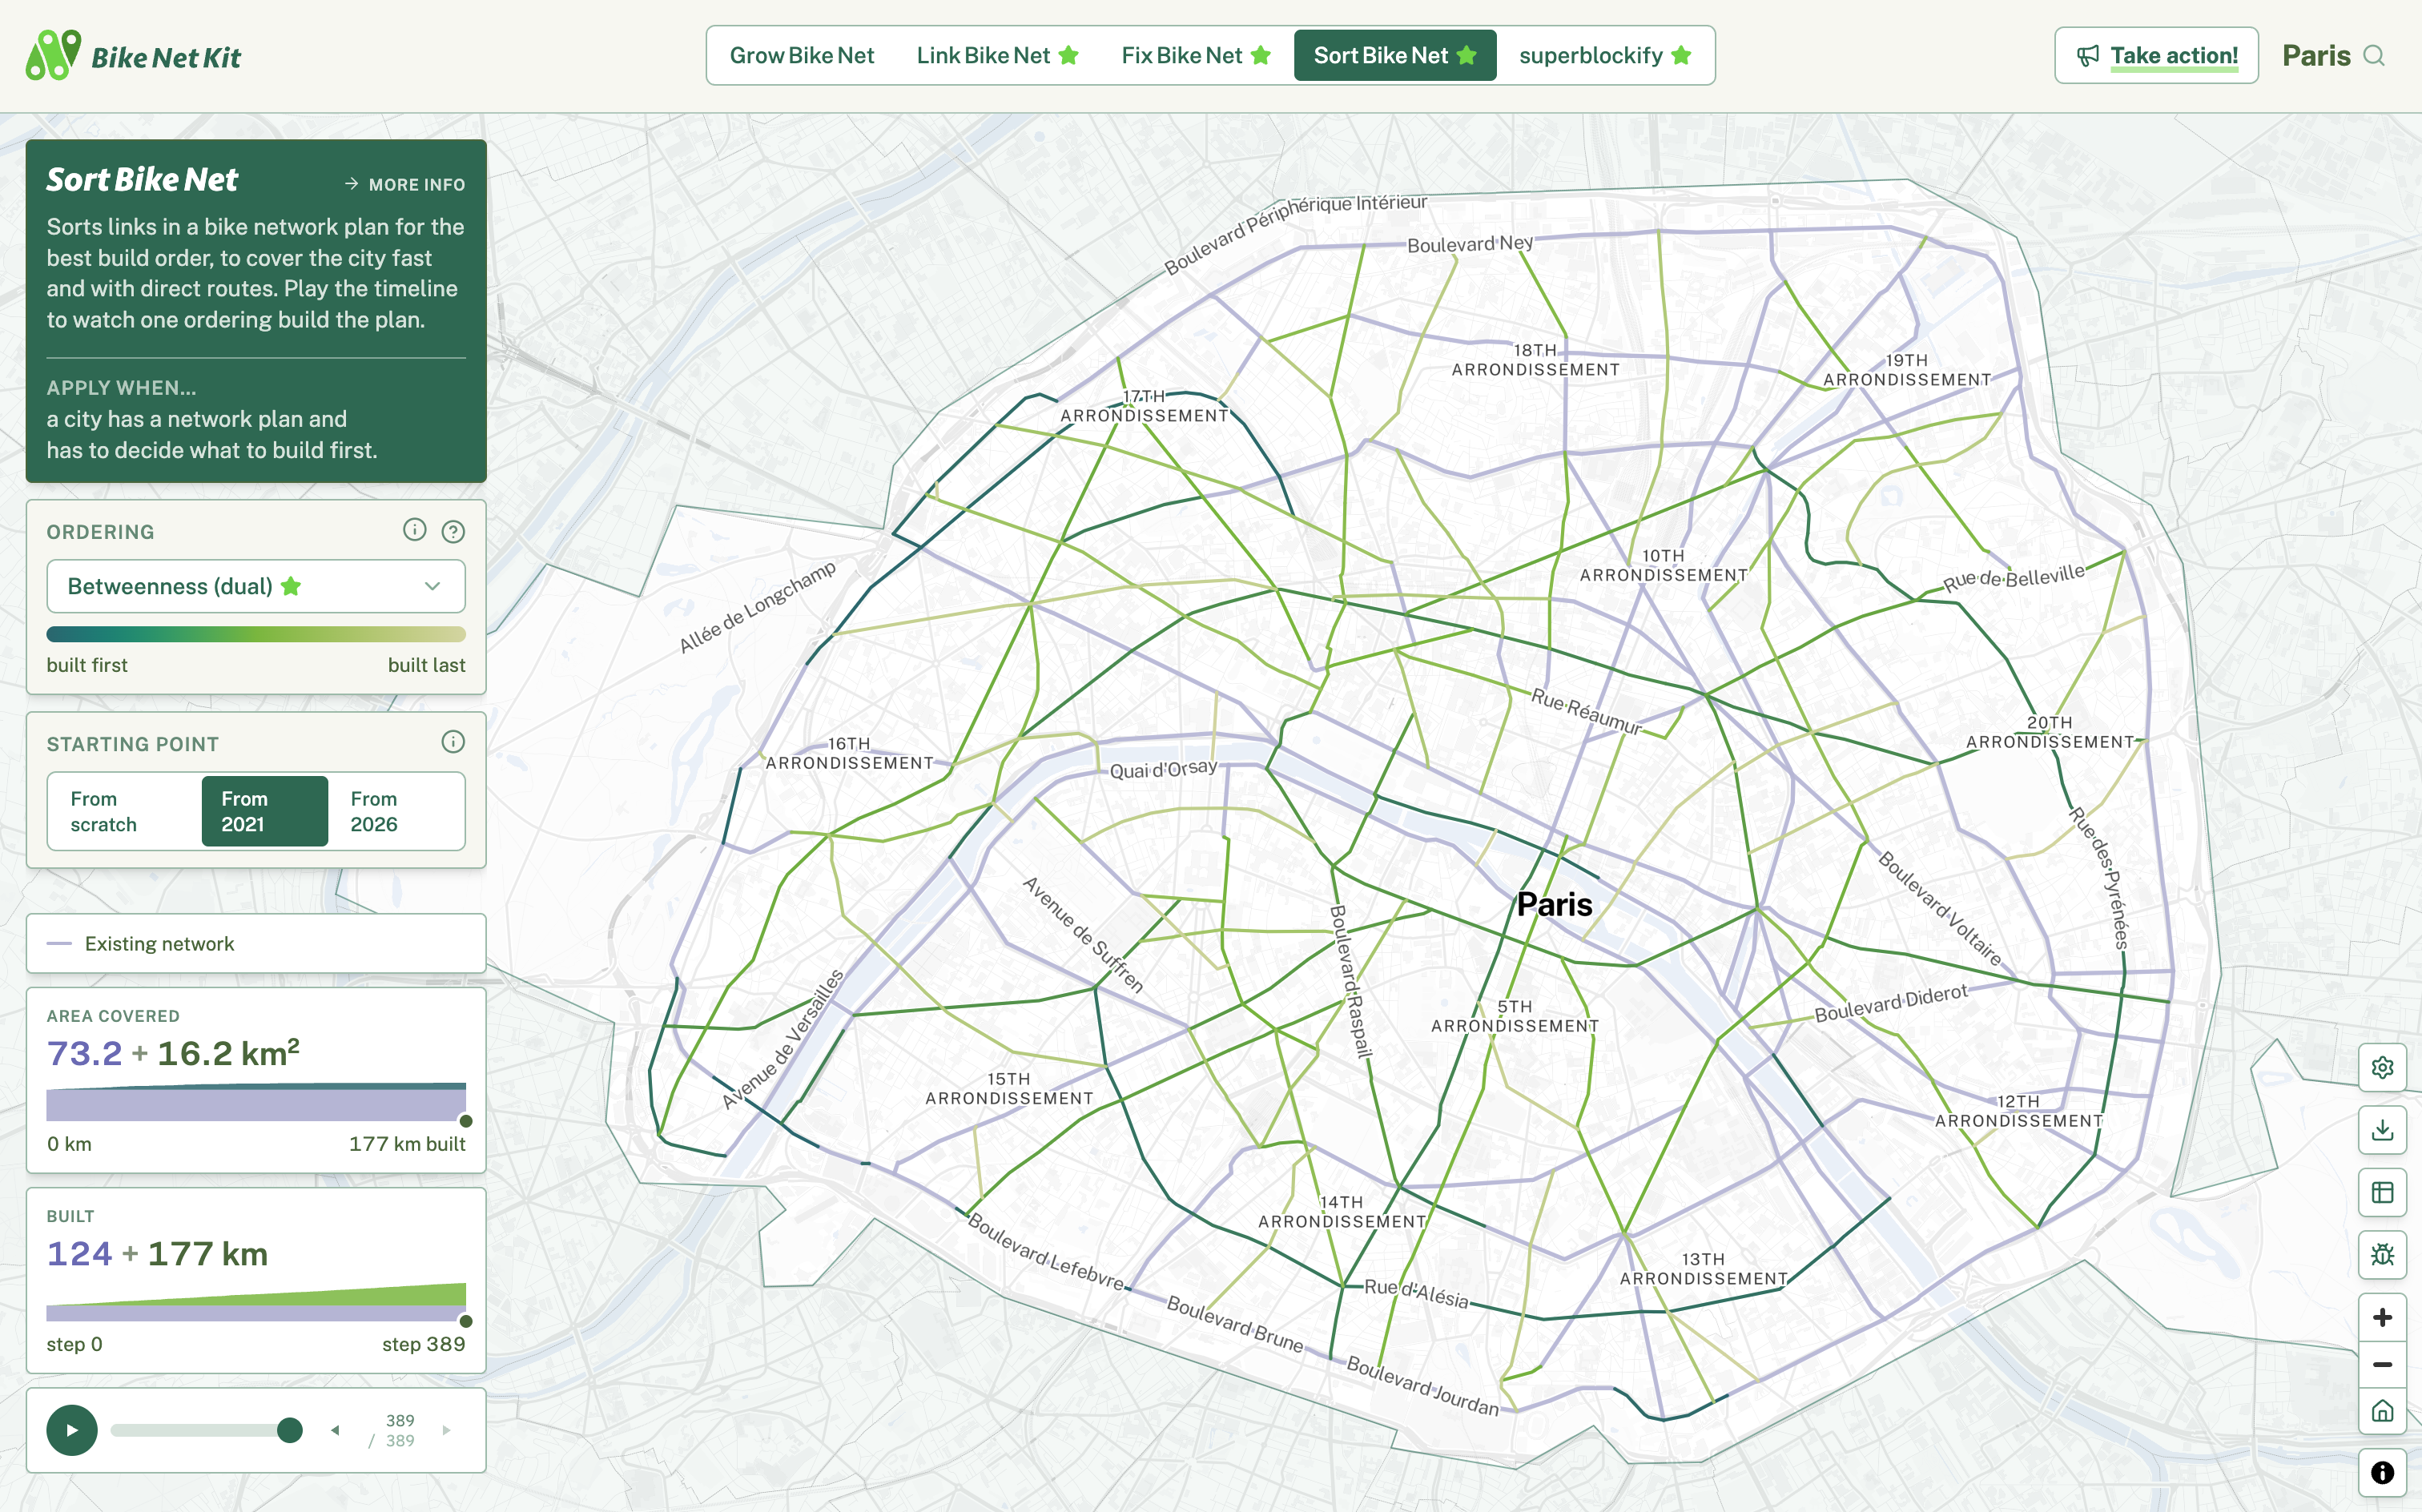 Bike Net Kit
Grow Bike Net
Link Bike Net
Fix Bike Net
Sort Bike Net
superblockify
Take action!
Paris
Sort Bike Net
→ MORE INFO
Sorts links in a bike network plan for the
best build order, to cover the city fast
and with direct routes. Play the timeline
to watch one ordering build the plan.
APPLY WHEN...
a city has a network plan and
has to decide what to build first.
ORDERING
Betweenness (dual)
built first
built last
STARTING POINT
From
scratch
From
2021
From
2026
Existing network
AREA COVERED
73.2 + 16.2 km²
0 km
177 km built
BUILT
124 + 177 km
step 0
step 389
389
/ 389
Boulevard Périphérique Intérieur
Boulevard Ney
18TH
ARRONDISSEMENT
19TH
ARRONDISSEMENT
17TH
ARRONDISSEMENT
10TH
ARRONDISSEMENT
Rue de Belleville
Allée de Longchamp
Rue Réaumur
20TH
ARRONDISSEMENT
16TH
ARRONDISSEMENT
Quai d'Orsay
Rue des Pyrénées
Avenue de Suffren
Paris
Boulevard Voltaire
Boulevard Raspail
Boulevard Diderot
Avenue de Versailles
5TH
ARRONDISSEMENT
15TH
ARRONDISSEMENT
12TH
ARRONDISSEMENT
14TH
ARRONDISSEMENT
Boulevard Lefebvre
13TH
ARRONDISSEMENT
Rue d'Alésia
Boulevard Brune
Boulevard Jourdan